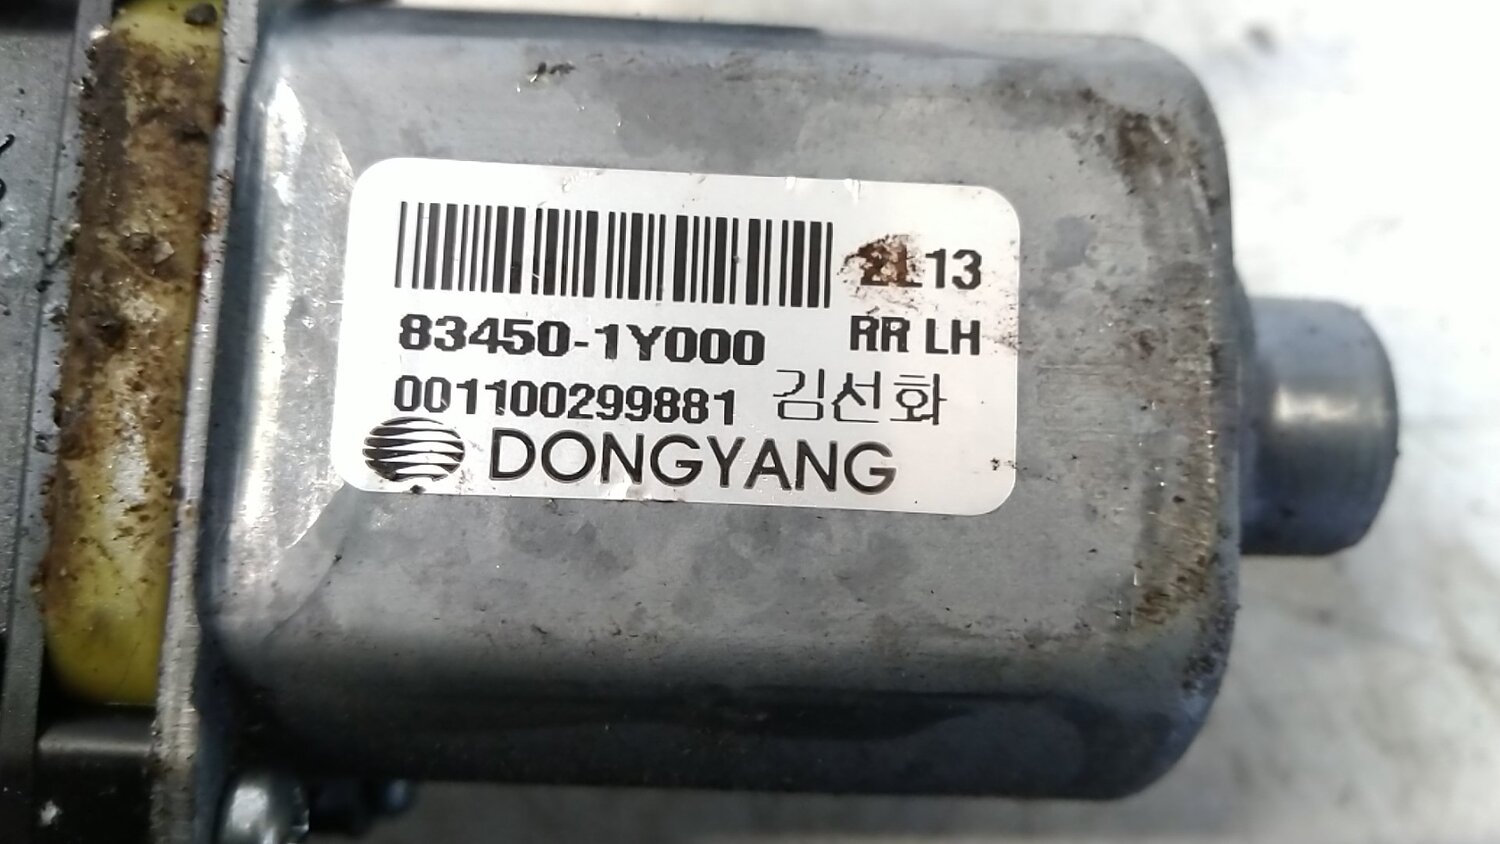 2L13
83450-1Y000 RR LH
001100299881 김선화
DONGYANG